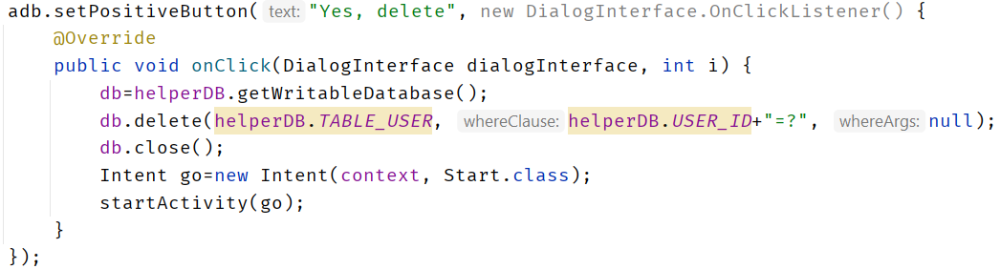 adb.setPositiveButton( text: "Yes, delete", new DialogInterface.OnClickListener() {
@Override
public void onClick(DialogInterface dialogInterface, int i) {
db=helperDB.getWritableDatabase();
db.delete(helperDB.TABLE_USER, whereClause: helperDB.USER_ID+"=?", whereArgs: null);
db.close();
Intent go=new Intent(context, Start.class);
startActivity(go);
}
});